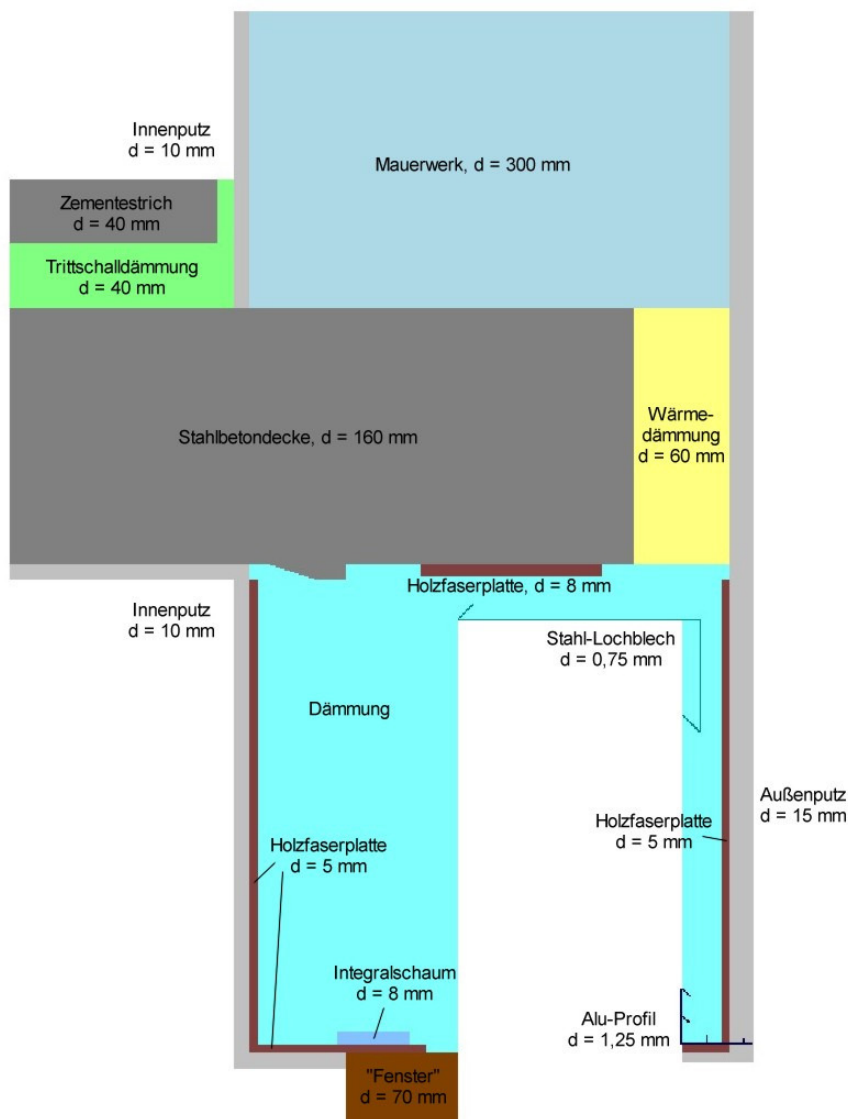 Innenputz
d = 10 mm
Mauerwerk, d = 300 mm
Zementestrich
d = 40 mm
Trittschalldämmung
d = 40 mm
Stahlbetondecke, d = 160 mm
Wärme-
dämmung
d = 60 mm
Innenputz
d = 10 mm
Holzfaserplatte, d = 8 mm
Stahl-Lochblech
d = 0,75 mm
Dämmung
Außenputz
d = 15 mm
Holzfaserplatte
d = 5 mm
Holzfaserplatte
d = 5 mm
Integralschaum
d = 8 mm
Alu-Profil
d = 1,25 mm
"Fenster"
d = 70 mm